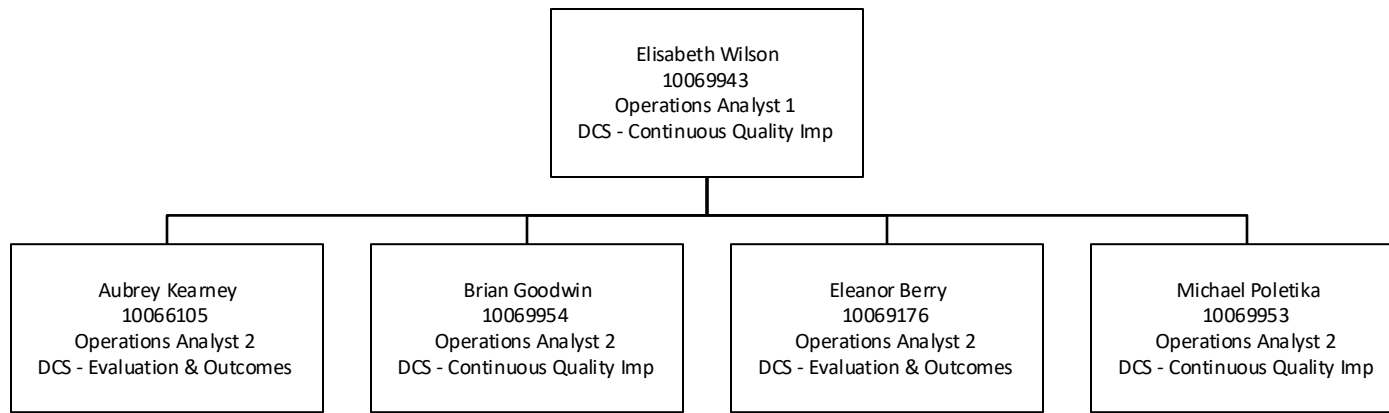 Elisabeth Wilson
10069943
Operations Analyst 1
DCS - Continuous Quality Imp
Aubrey Kearney
10066105
Operations Analyst 2
DCS - Evaluation & Outcomes
Brian Goodwin
10069954
Operations Analyst 2
DCS - Continuous Quality Imp
Eleanor Berry
10069176
Operations Analyst 2
DCS - Evaluation & Outcomes
Michael Poletika
10069953
Operations Analyst 2
DCS - Continuous Quality Imp